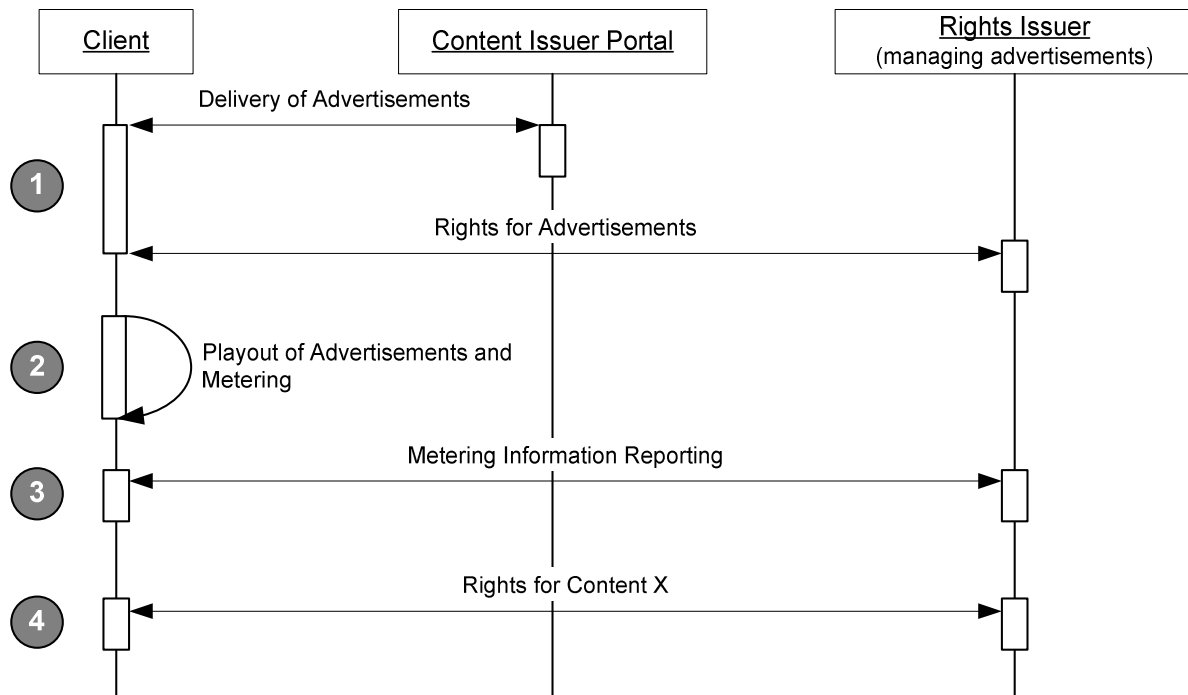 Client
Content Issuer Portal
Rights Issuer
(managing advertisements)
Delivery of Advertisements
1
Rights for Advertisements
2
Playout of Advertisements and
Metering
Metering Information Reporting
3
Rights for Content X
4